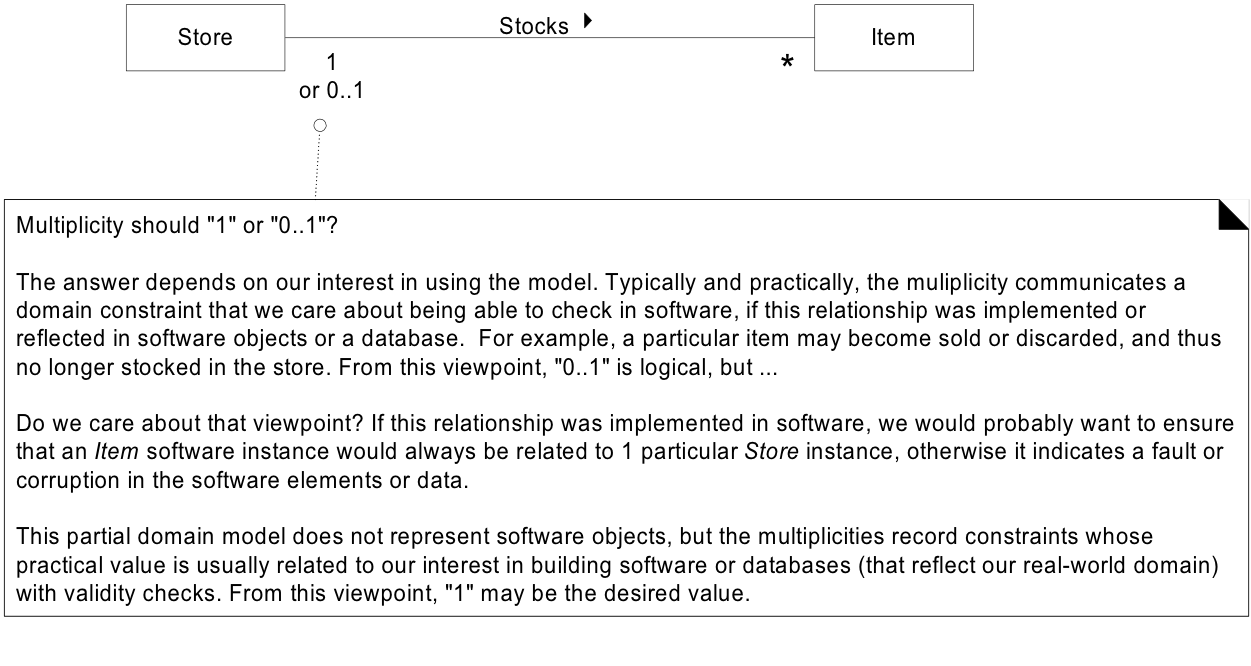 Store
Stocks
Item
1
*
or 0..1
Multiplicity should "1" or "0..1"?
The answer depends on our interest in using the model. Typically and practically, the muliplicity communicates a
domain constraint that we care about being able to check in software, if this relationship was implemented or
reflected in software objects or a database.  For example, a particular item may become sold or discarded, and thus
no longer stocked in the store. From this viewpoint, "0..1" is logical, but ...
Do we care about that viewpoint? If this relationship was implemented in software, we would probably want to ensure
that an Item software instance would always be related to 1 particular Store instance, otherwise it indicates a fault or
corruption in the software elements or data.
This partial domain model does not represent software objects, but the multiplicities record constraints whose
practical value is usually related to our interest in building software or databases (that reflect our real-world domain)
with validity checks. From this viewpoint, "1" may be the desired value.